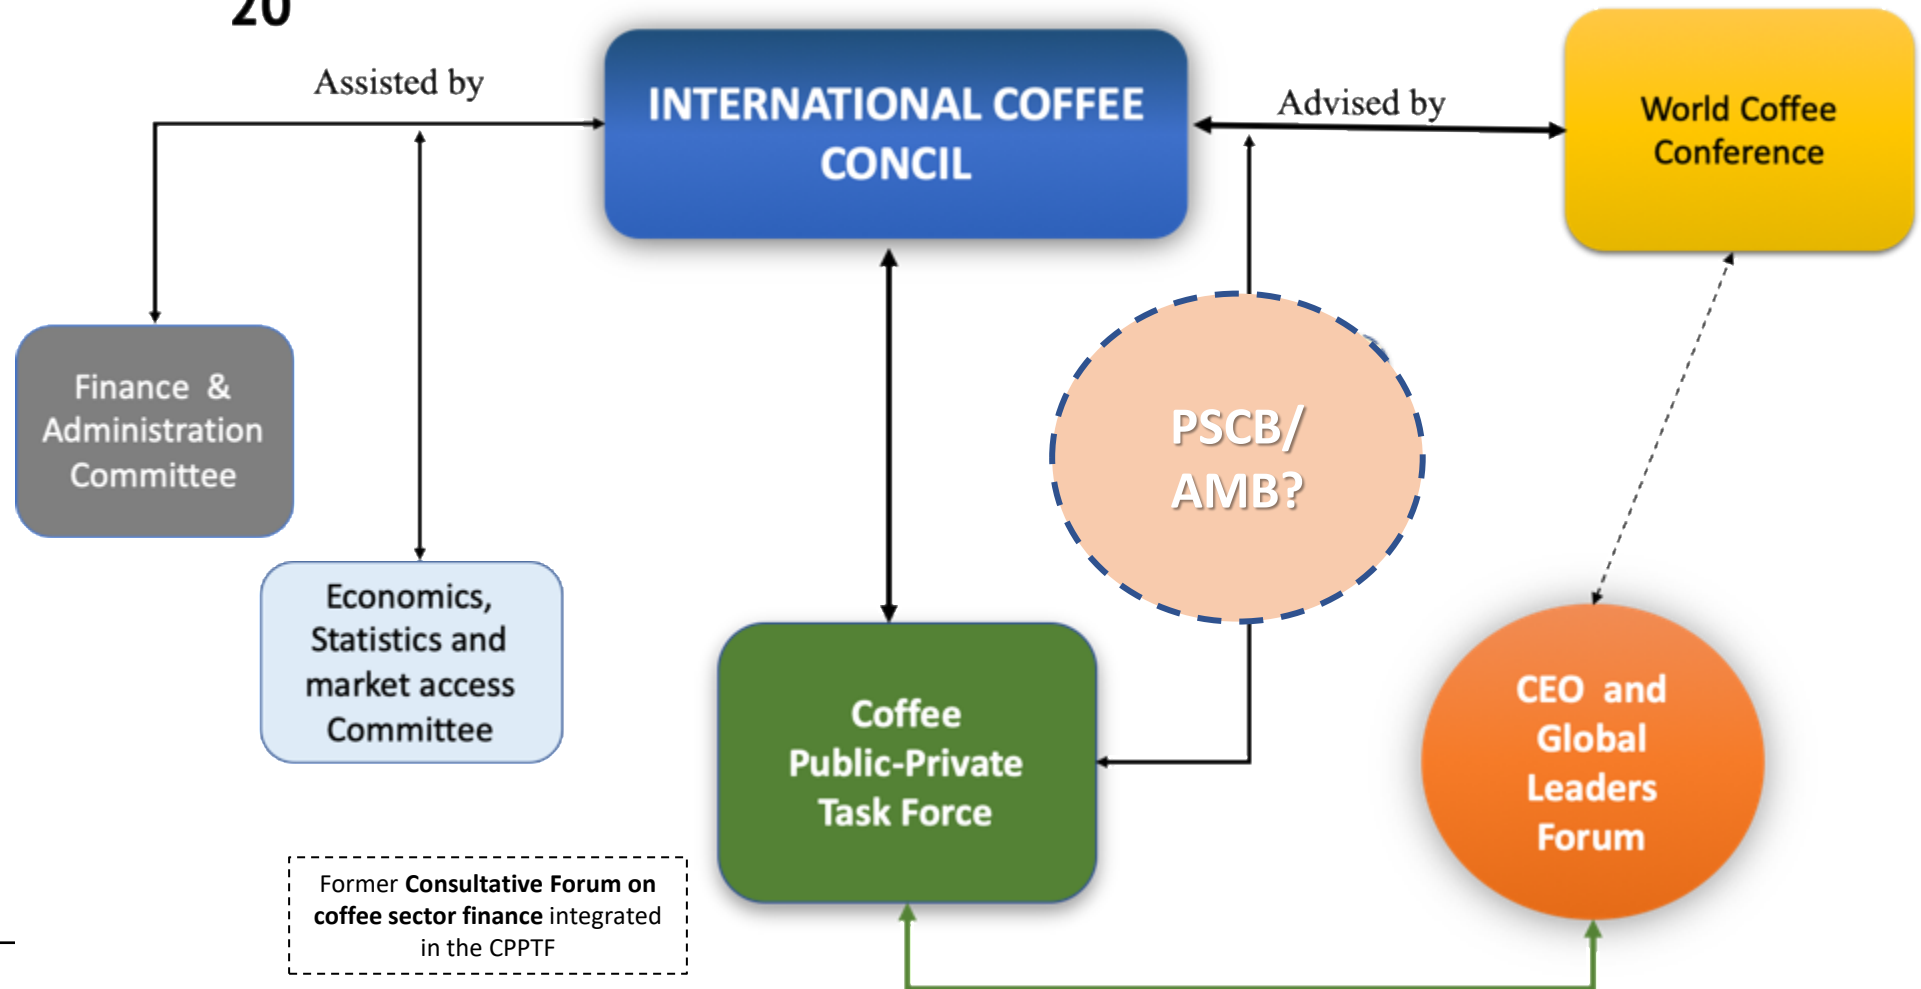 20
Assisted by
INTERNATIONAL COFFEE
CONCIL
Advised by
World Coffee
Conference
Finance &
Administration
Committee
PSCB/
AMB?
Economics,
Statistics and
market access
Committee
Coffee
Public-Private
Task Force
CEO and
Global
Leaders
Forum
Former Consultative Forum on
coffee sector finance integrated
in the CPPTF